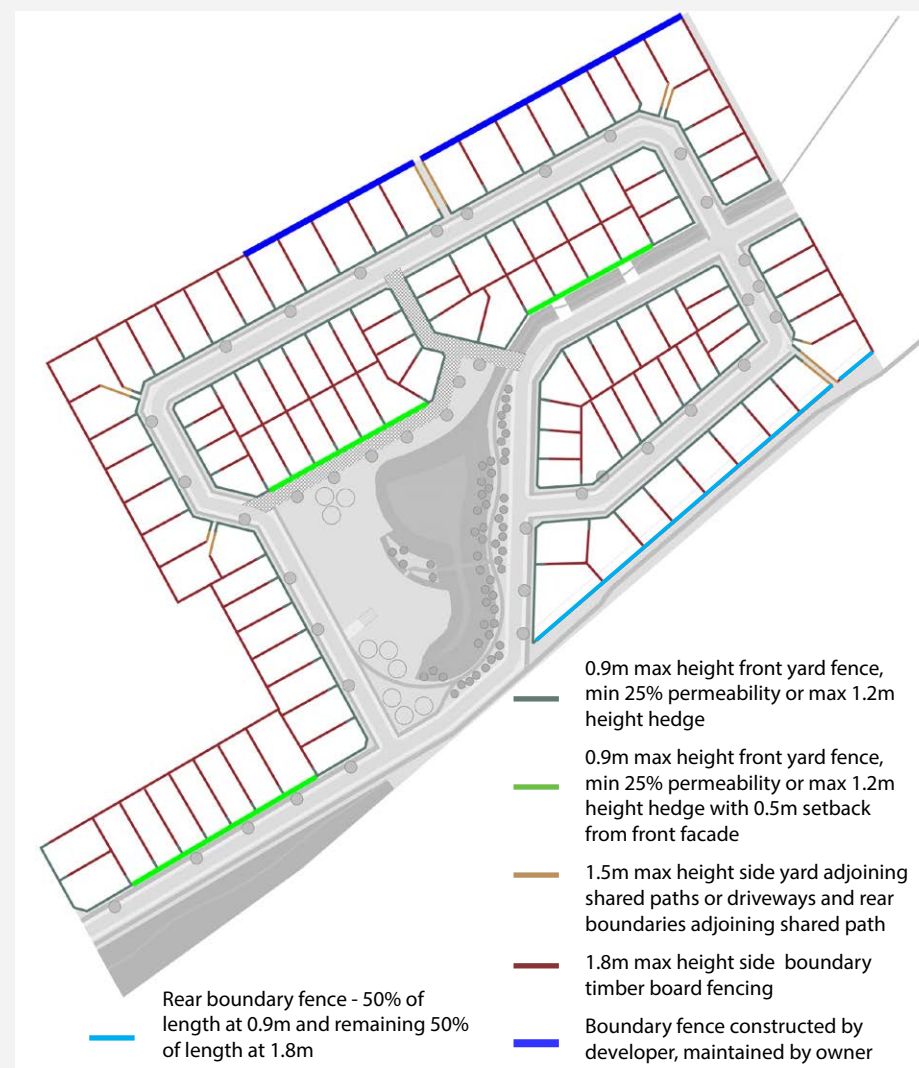 0.9m max height front yard fence,
min 25% permeability or max 1.2m
height hedge
0.9m max height front yard fence,
min 25% permeability or max 1.2m
height hedge with 0.5m setback
from front facade
1.5m max height side yard adjoining
shared paths or driveways and rear
boundaries adjoining shared path
1.8m max height side boundary
timber board fencing
Boundary fence constructed by
developer, maintained by owner
Rear boundary fence - 50% of
length at 0.9m and remaining 50%
of length at 1.8m